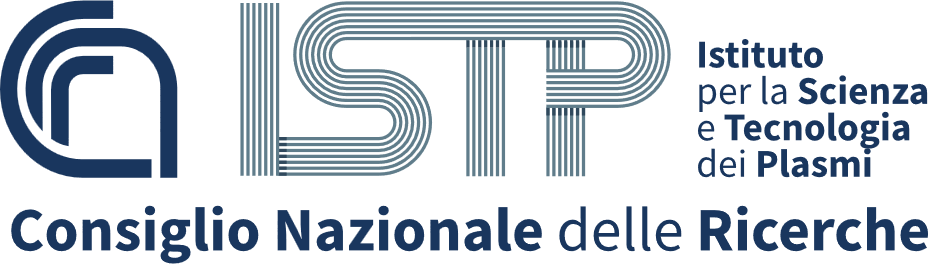 ISTP
Istituto
per la Scienza
e Tecnologia
dei Plasmi
Consiglio Nazionale delle Ricerche